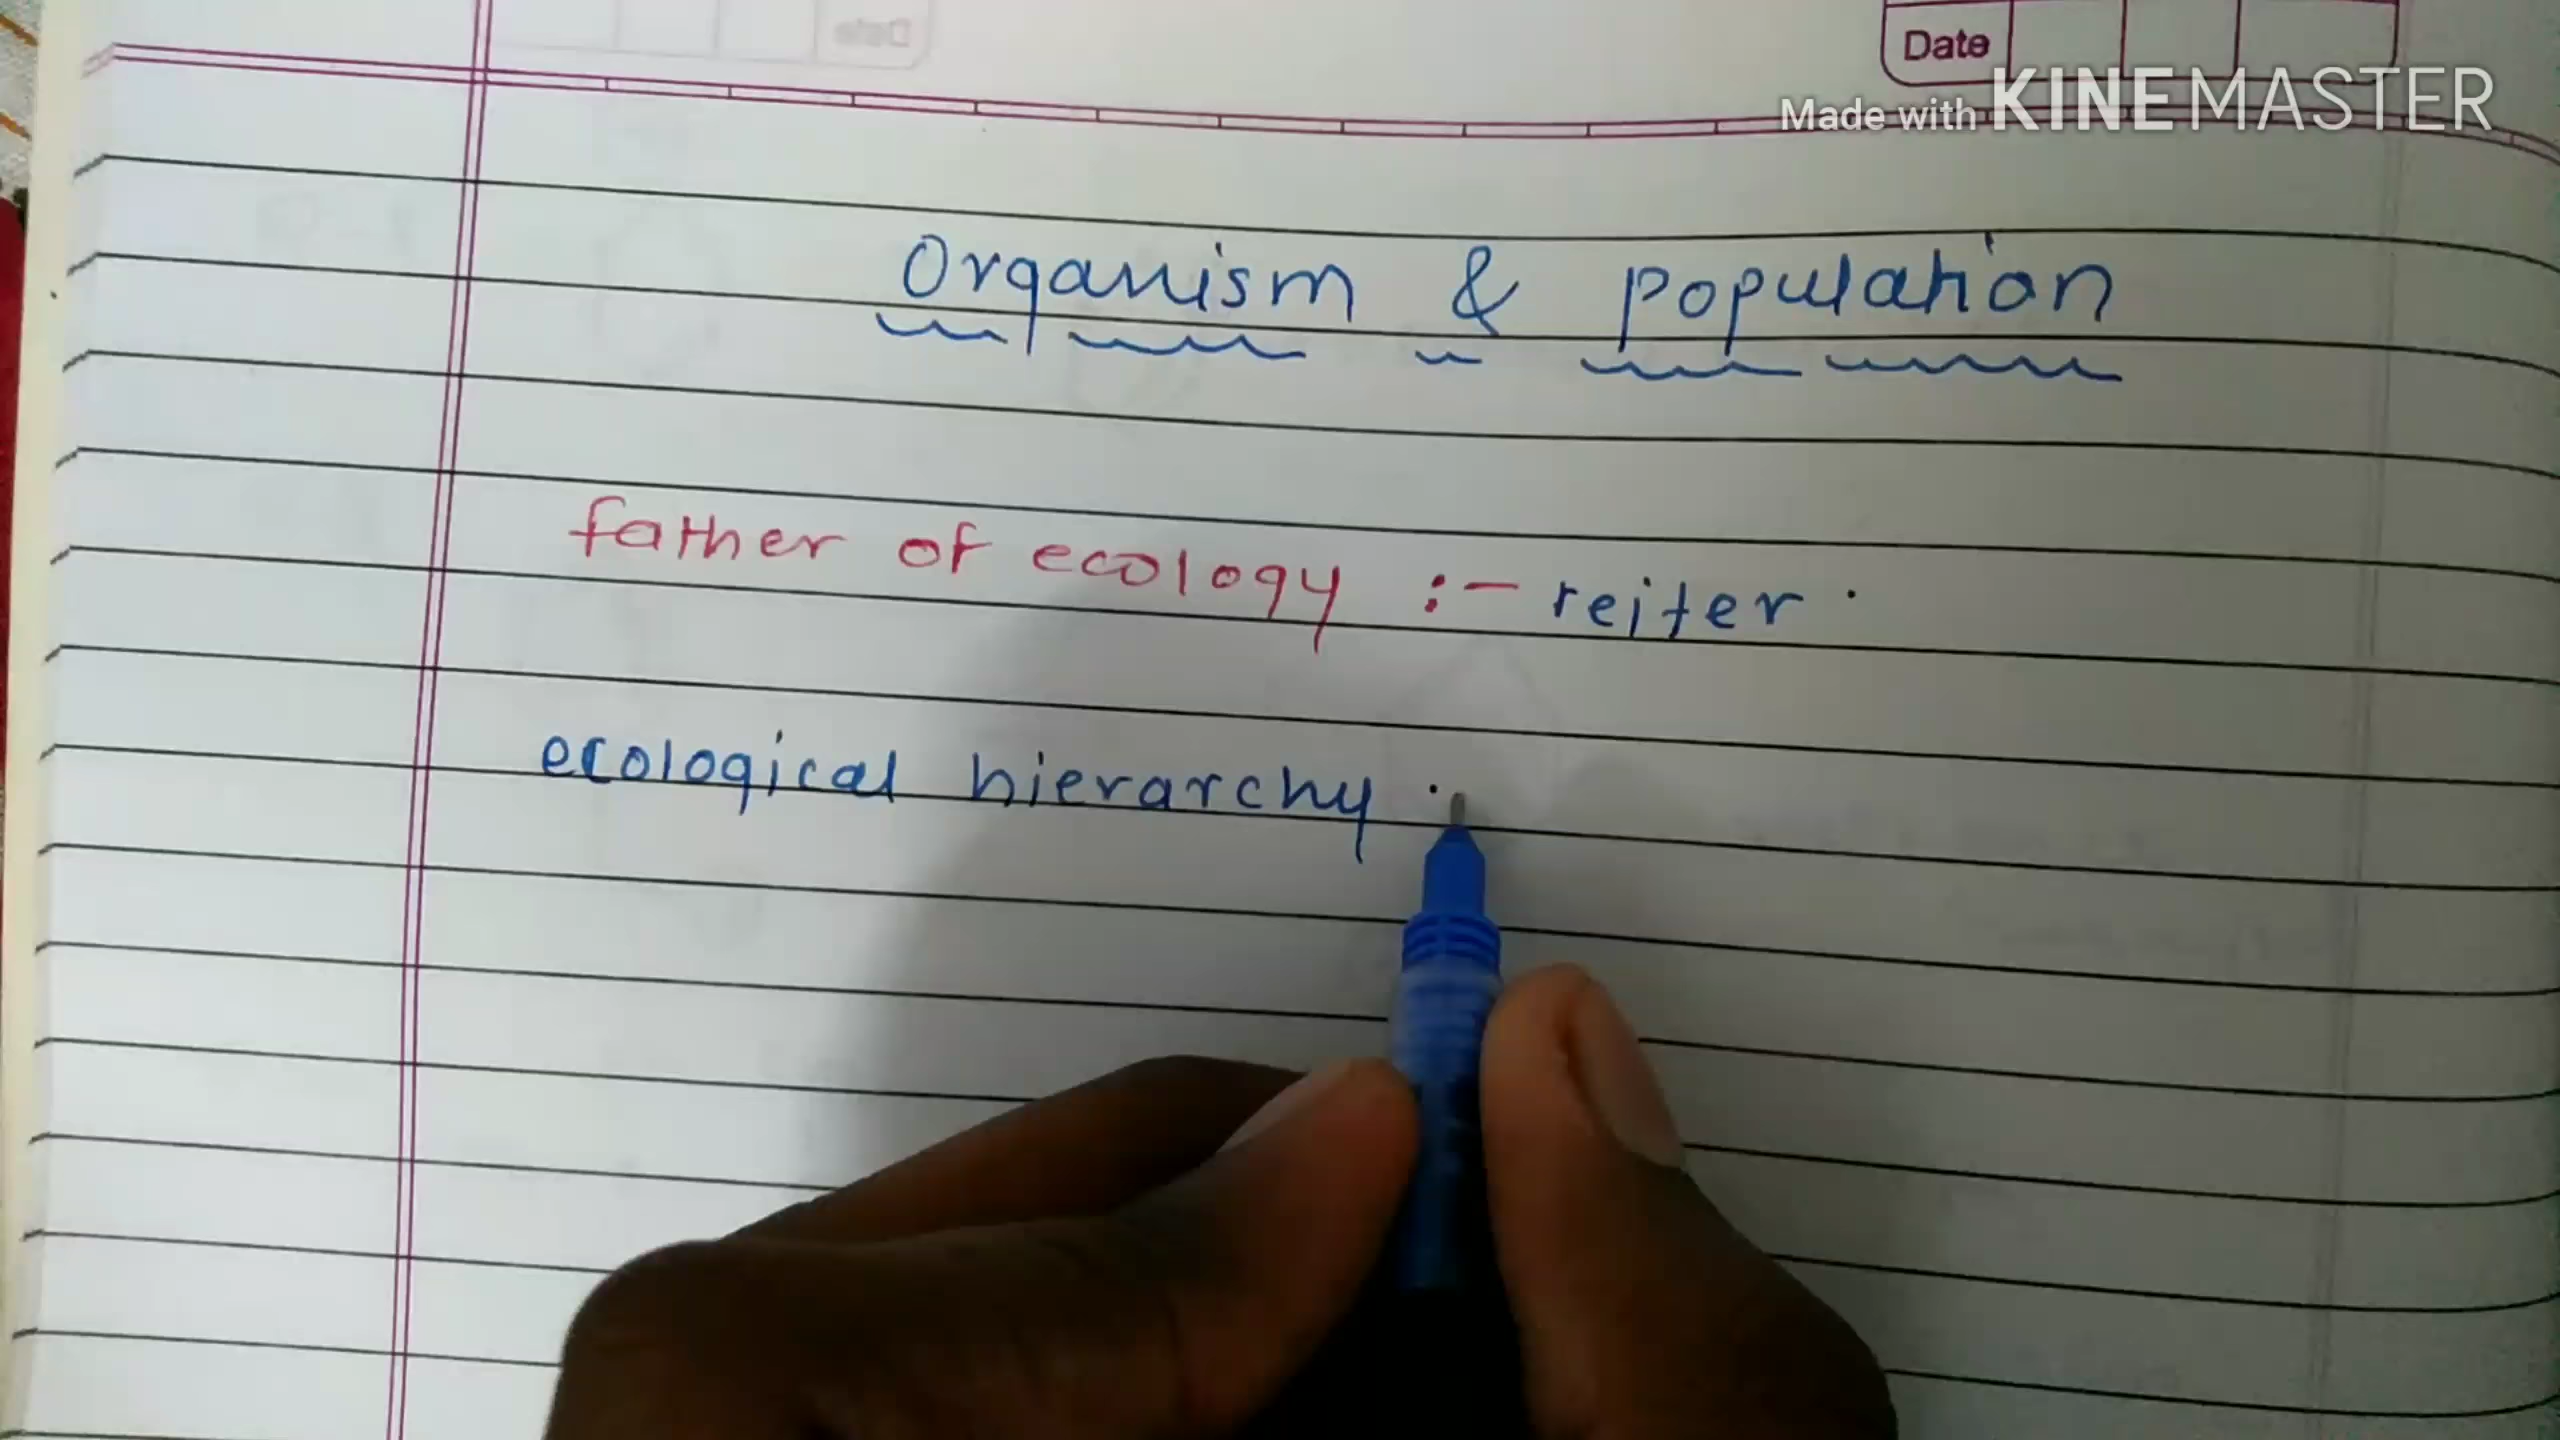 Date
Made with KINEMASTER
Organism & population
father of ecology :- reiter .
ecological hierarchy .